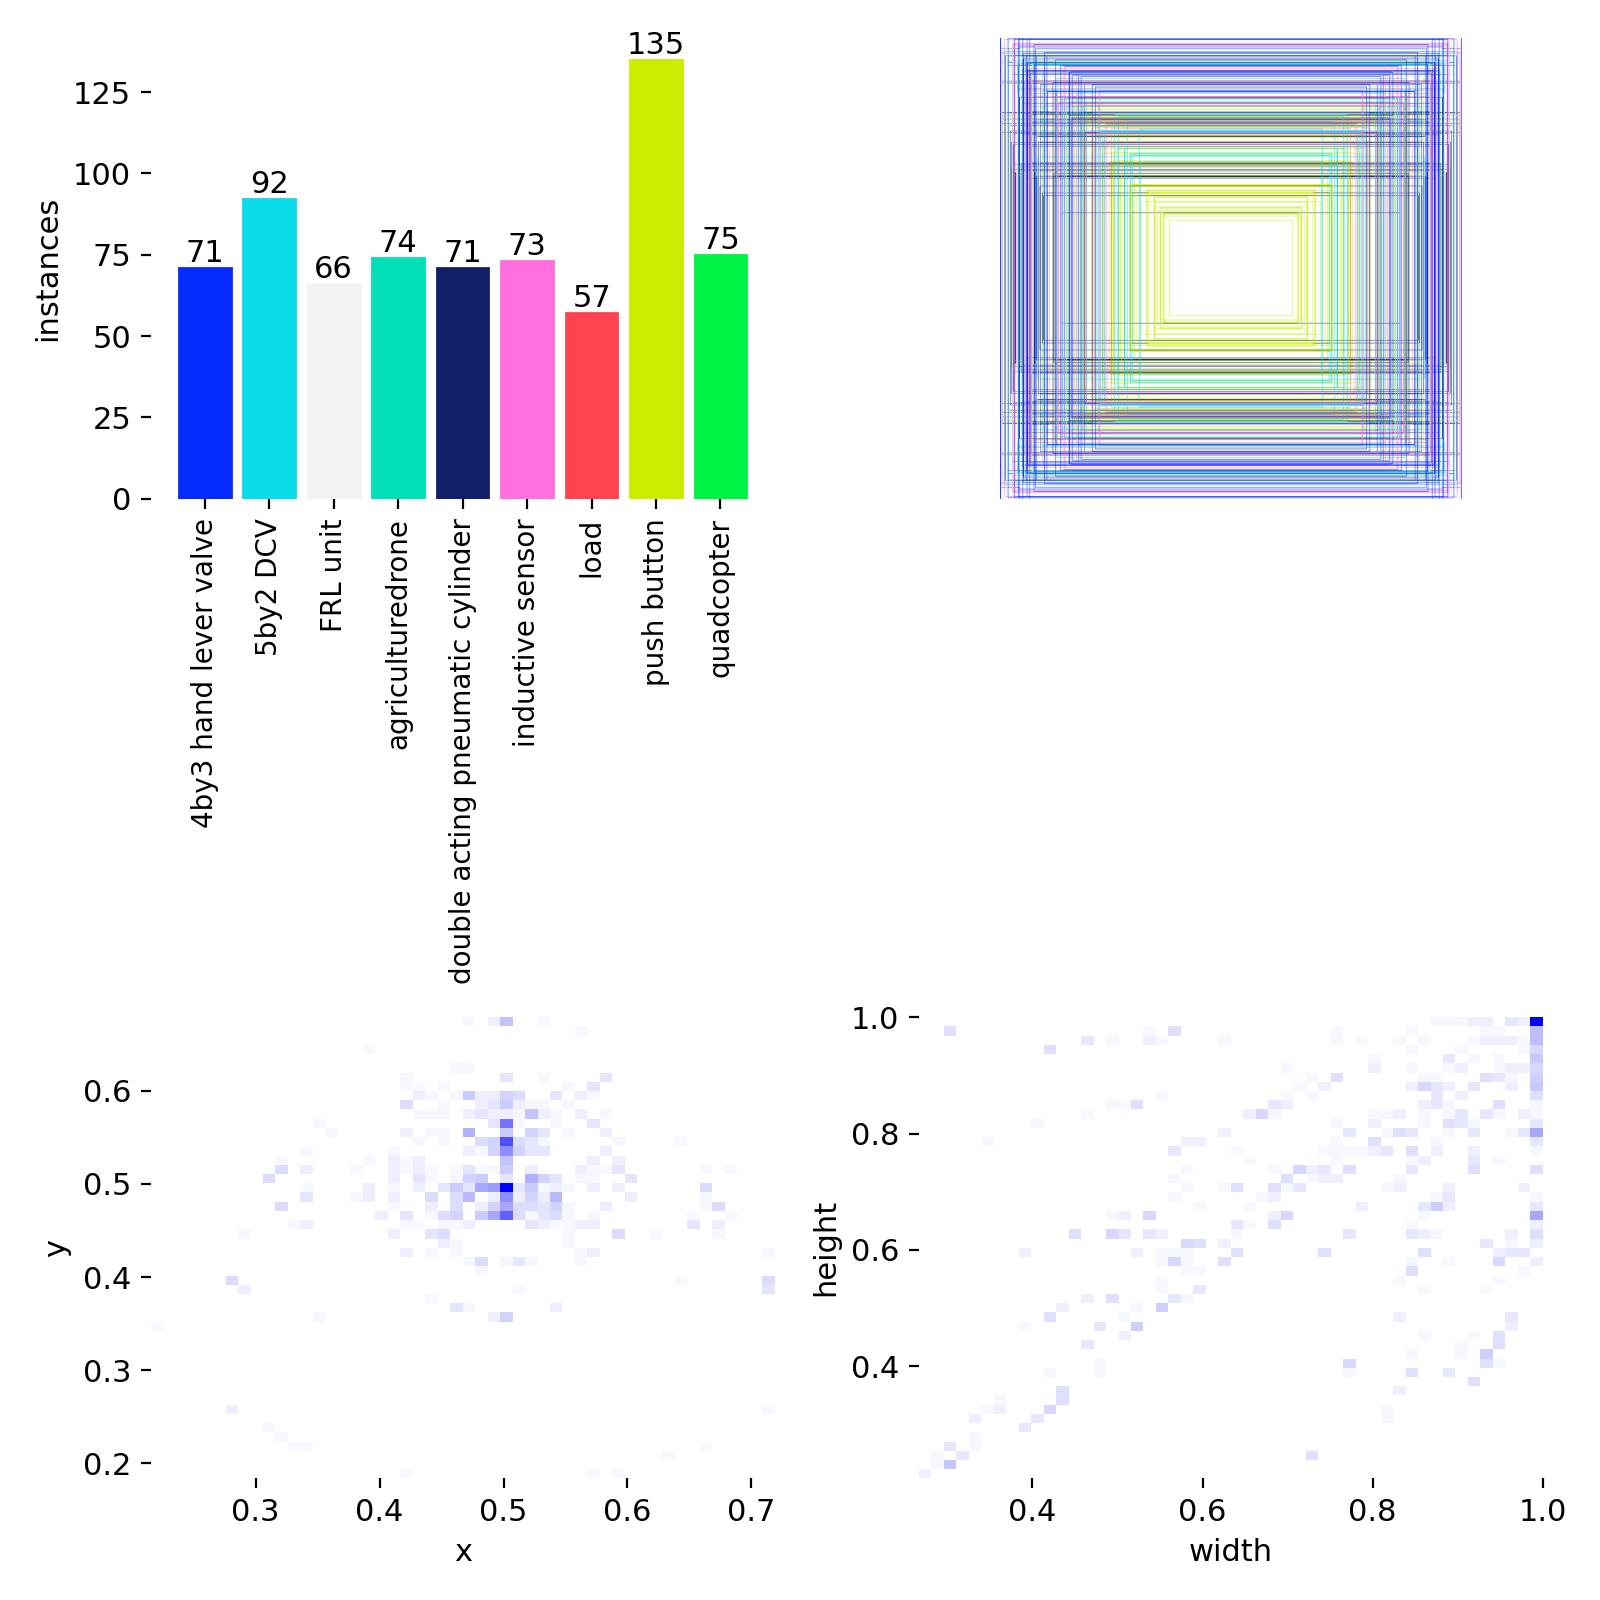 135
125
100
92
75
71
66
74
71
73
57
75
50
25
0
instances
4by3 hand lever valve
5by2 DCV
FRL unit
agriculturedrone
double acting pneumatic cylinder
inductive sensor
load
push button
quadcopter
0.6
0.5
0.4
0.3
0.2
y
0.3
0.4
0.5
0.6
0.7
x
1.0
0.8
0.6
0.4
height
0.4
0.6
0.8
1.0
width